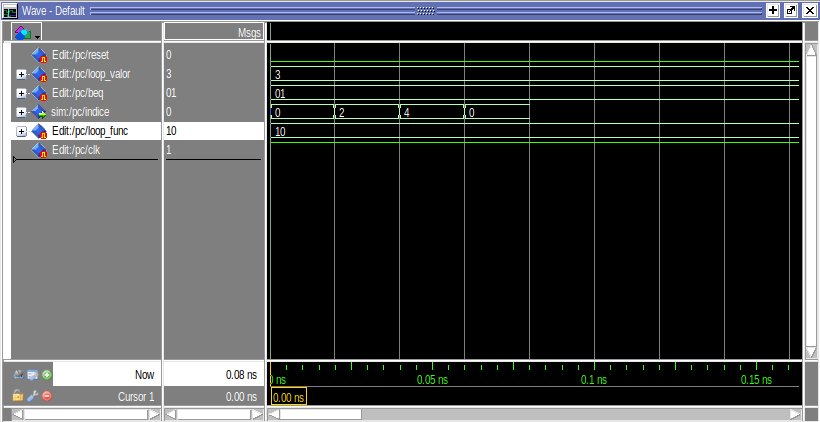 Wave - Default
Msgs
Edit:/pc/reset 0
Edit:/pc/loop_valor 3 3
Edit:/pc/beq 01 01
sim:/pc/indice 0 0 2 4 0
Edit:/pc/loop_func 10 10
Edit:/pc/clk 1
Now 0.08 ns 0 ns 0.05 ns 0.1 ns 0.15 ns
Cursor 1 0.00 ns 0.00 ns